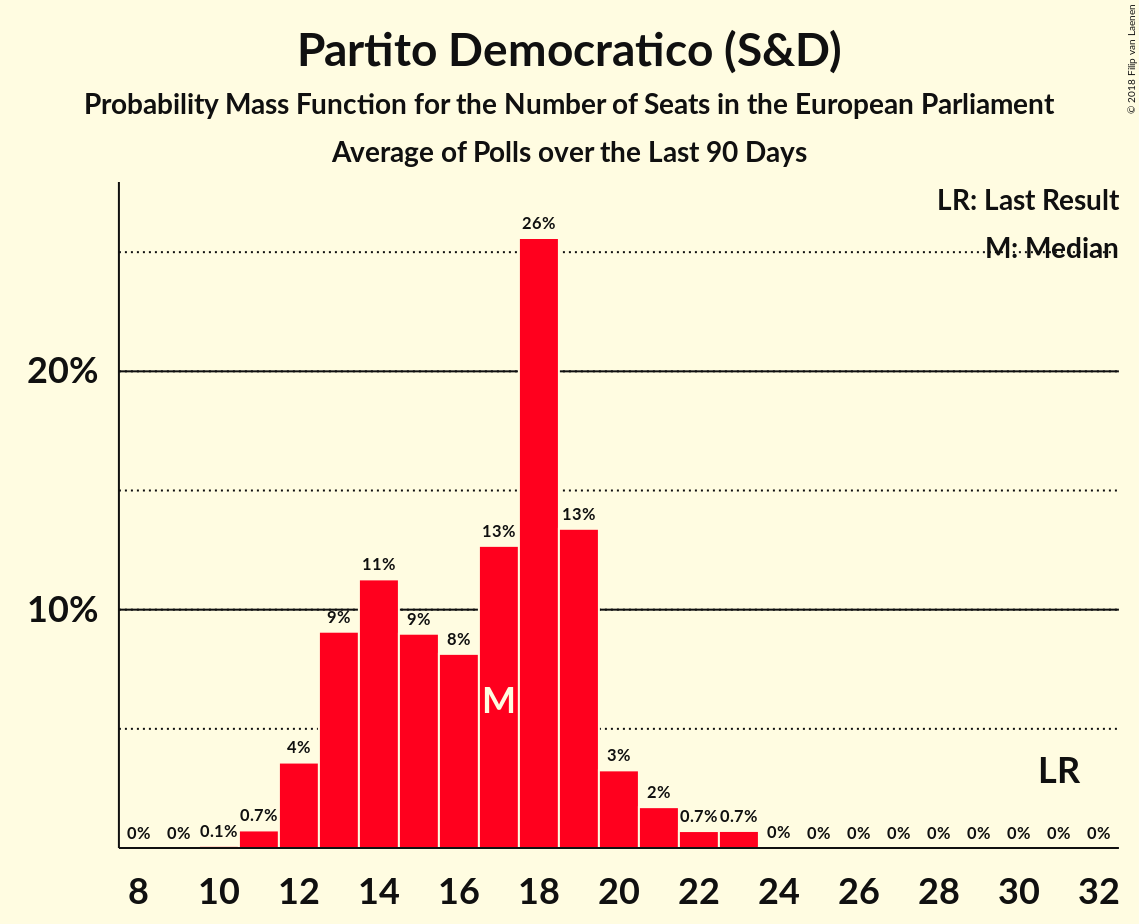 Partito Democratico (S&D)
Probability Mass Function for the Number of Seats in the European Parliament
Average of Polls over the Last 90 Days
© 2018 Filip van Laenen
LR: Last Result
M: Median
20%
10%
0% 0% 0.1% 0.7% 4% 9% 11% 9% 8% 13% 26% 13% 3% 2% 0.7% 0.7% 0% 0% 0% 0% 0% 0% 0% 0% 0%
M
LR
8 10 12 14 16 18 20 22 24 26 28 30 32